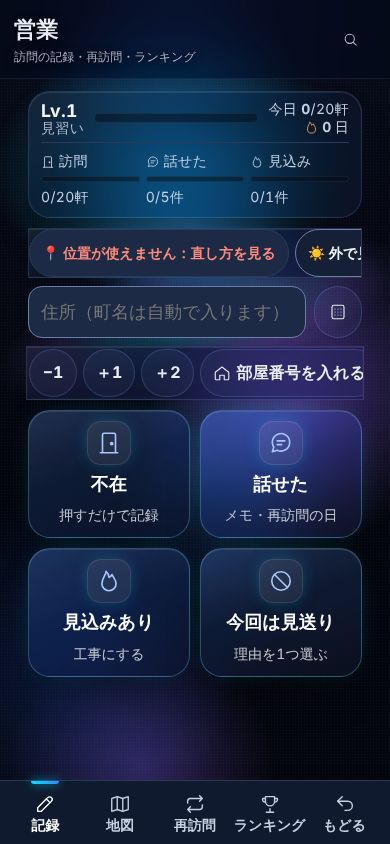 営業
訪問の記録・再訪問・ランキング
Lv.1
見習い
今日 0/20軒
0 日
訪問
話せた
見込み
0/20軒
0/5件
0/1件
📍 位置が使えません：直し方を見る
☀️ 外で
住所（町名は自動で入ります）
−1
＋1
＋2
部屋番号を入れる
不在
押すだけで記録
話せた
メモ・再訪問の日
見込みあり
工事にする
今回は見送り
理由を1つ選ぶ
記録
地図
再訪問
ランキング
もどる